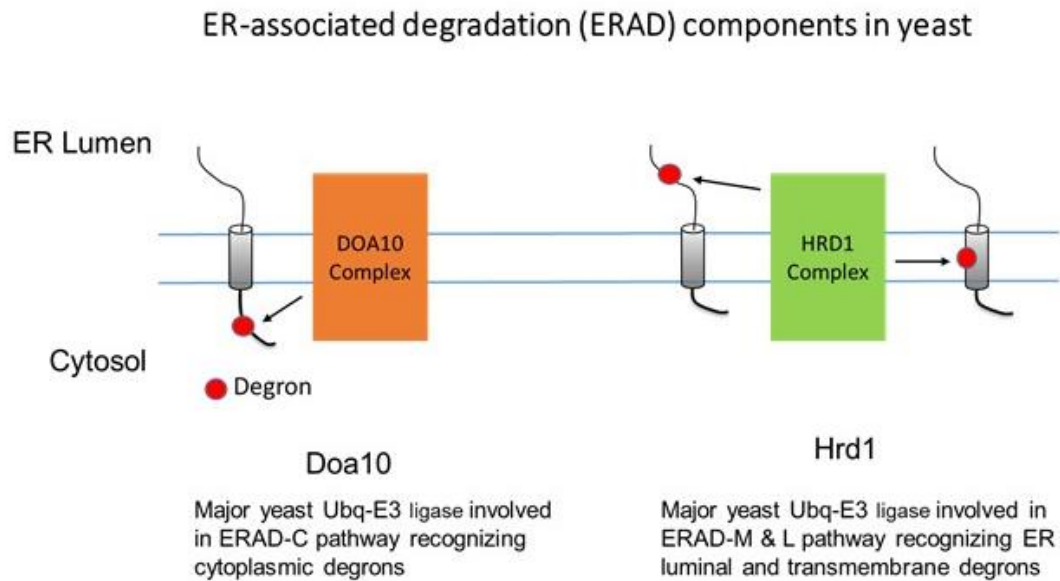 ER-associated degradation (ERAD) components in yeast
ER Lumen
DOA10
Complex
HRD1
Complex
Cytosol
Degron
Doa10
Major yeast Ubq-E3 ligase involved
in ERAD-C pathway recognizing
cytoplasmic degrons
Hrd1
Major yeast Ubq-E3 ligase involved in
ERAD-M & L pathway recognizing ER
luminal and transmembrane degrons